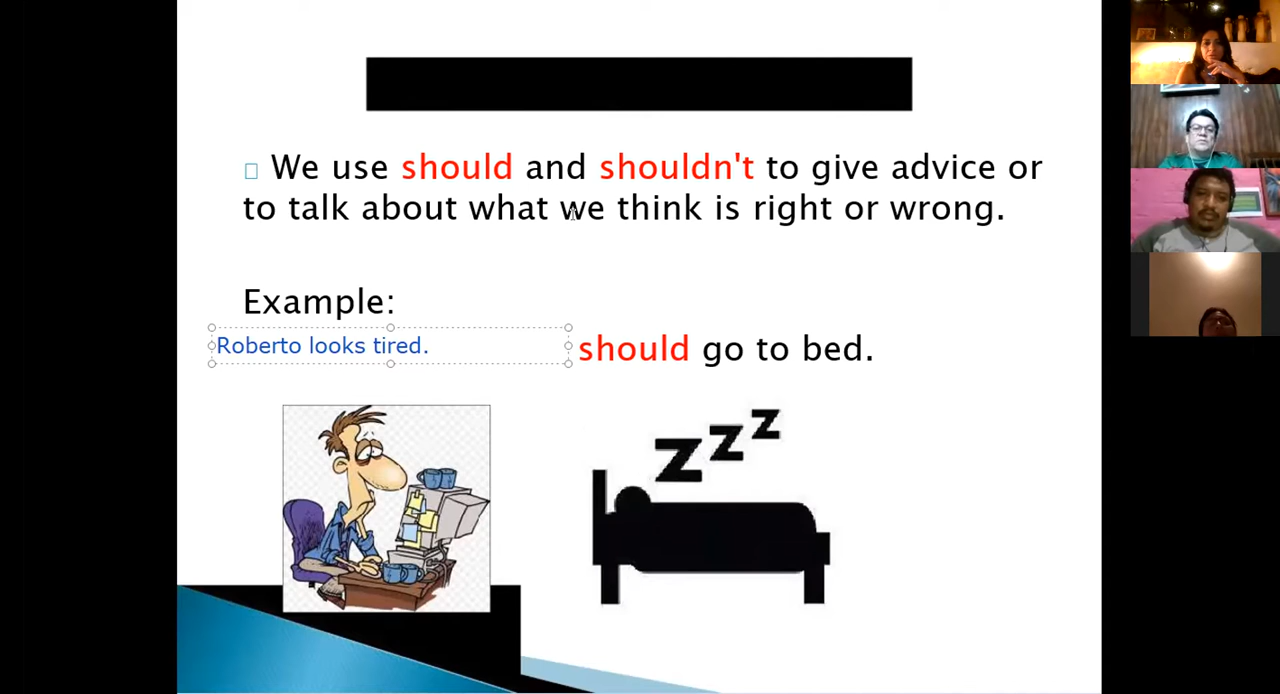 We use should and shouldn't to give advice or
to talk about what we think is right or wrong.
Example:
Roberto looks tired. should go to bed.
z z z